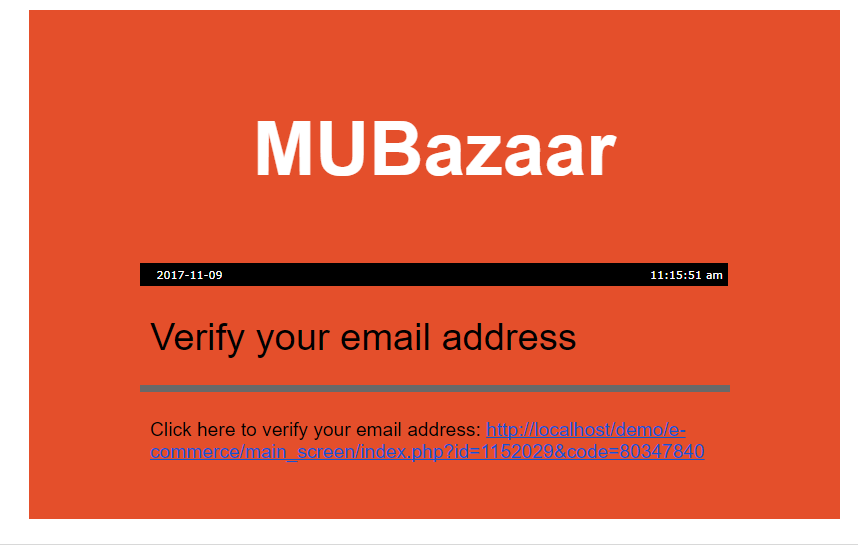 MUBazaar
2017-11-09 11:15:51 am
Verify your email address
Click here to verify your email address: http://localhost/demo/e-
commerce/main_screen/index.php?id=1152029&code=80347840